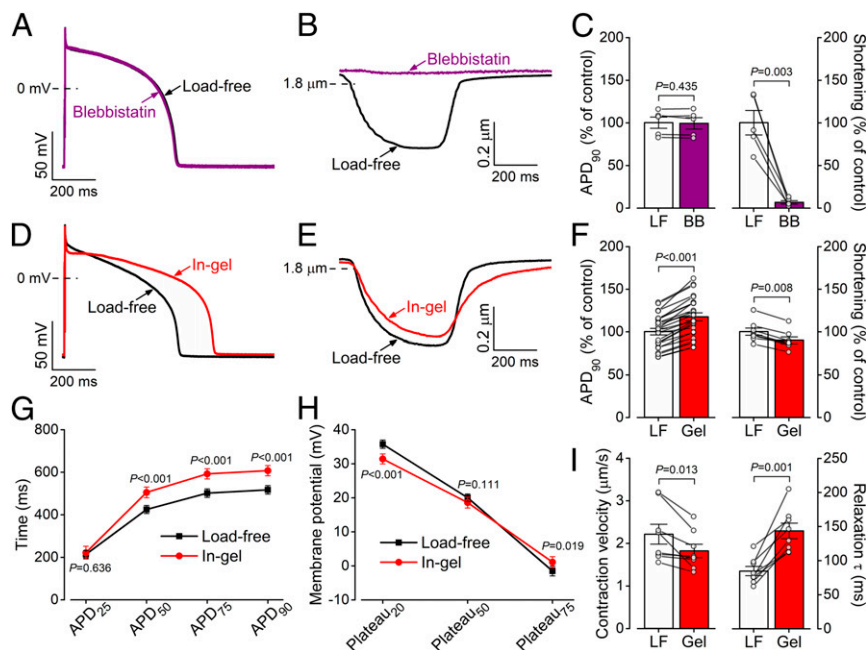 A
0 mV
Load-free
Blebbistatin
50 mV
200 ms
B
Blebbistatin
1.8 μm
Load-free
0.2 μm
200 ms
C
APD90 (% of control)
200
150
100
50
0
P=0.435
P=0.003
LF
BB
LF
BB
200
150
100
50
0
Shortening (% of control)
D
0 mV
In-gel
Load-free
50 mV
200 ms
E
1.8 μm
In-gel
Load-free
0.2 μm
200 ms
F
APD90 (% of control)
200
150
100
50
0
P<0.001
P=0.008
LF
Gel
LF
Gel
200
150
100
50
0
Shortening (% of control)
G
Time (ms)
800
600
400
200
0
P=0.636
P<0.001
P<0.001
P<0.001
Load-free
In-gel
APD25
APD50
APD75
APD90
H
Membrane potential (mV)
40
30
20
10
0
-10
P<0.001
P=0.111
P=0.019
Load-free
In-gel
Plateau20
Plateau50
Plateau75
I
Contraction velocity (μm/s)
4
3
2
1
0
P=0.013
P=0.001
LF
Gel
LF
Gel
250
200
150
100
50
0
Relaxation τ (ms)